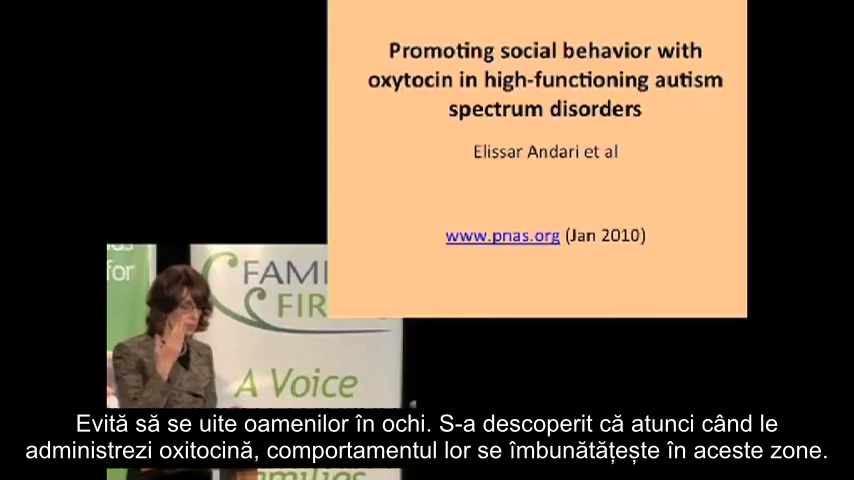 Promoting social behavior with
oxytocin in high-functioning autism
spectrum disorders
Elissar Andari et al
www.pnas.org (Jan 2010)
for
FAMI
FIR
A Voice
Families
Evită să se uite oamenilor în ochi. S-a descoperit că atunci când le
administrezi oxitocină, comportamentul lor se îmbunătățește în aceste zone.